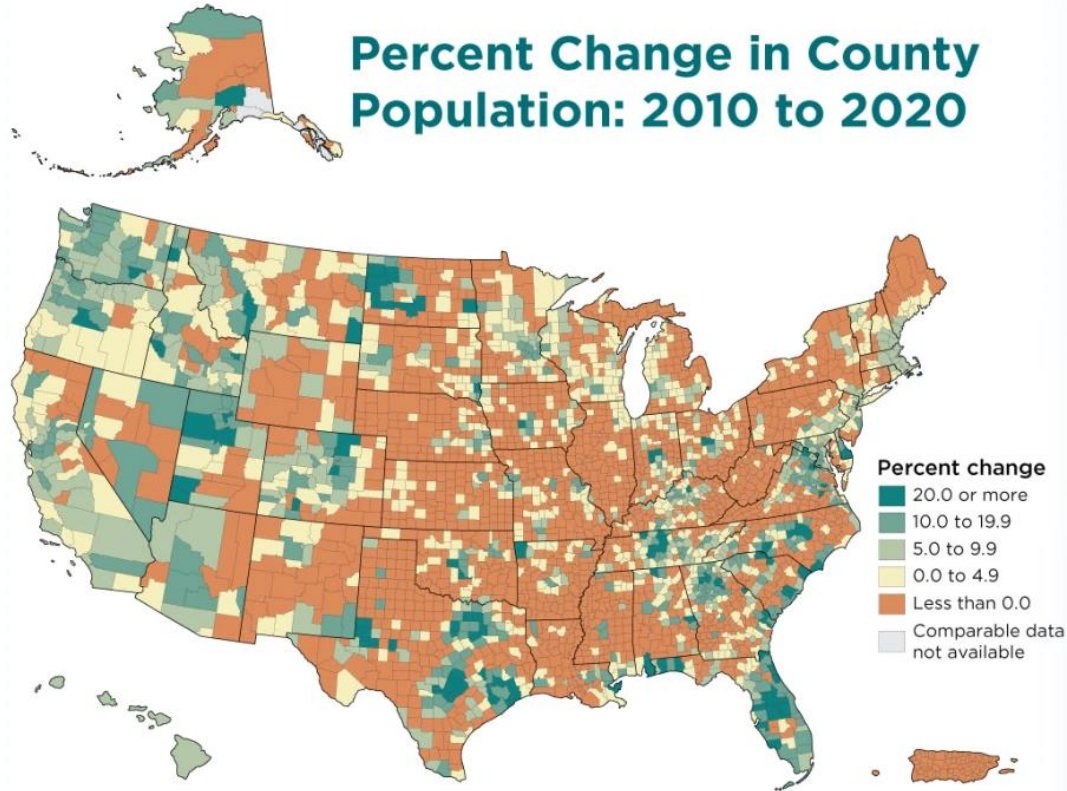 Percent Change in County
Population: 2010 to 2020
Percent change
20.0 or more
10.0 to 19.9
5.0 to 9.9
0.0 to 4.9
Less than 0.0
Comparable data
not available